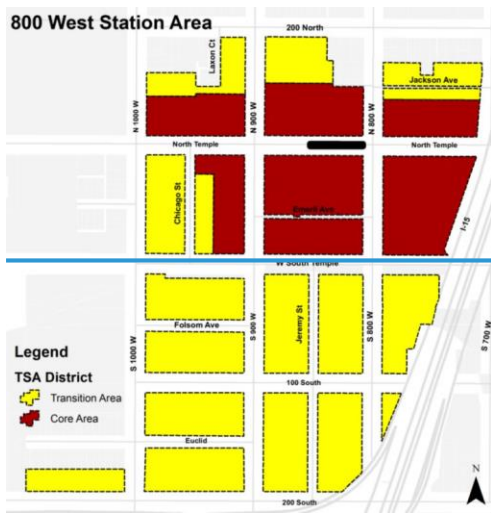 800 West Station Area
200 North
Laxon Ct
Jackson Ave
N 1000 W
N 900 W
N 800 W
North Temple
North Temple
Chicago St
I-15
W South Temple
Folsom Ave
Jeremy St
S 1000 W
S 900 W
S 800 W
S 700 W
Legend
TSA District
Transition Area
Core Area
100 South
Euclid
N
200 South